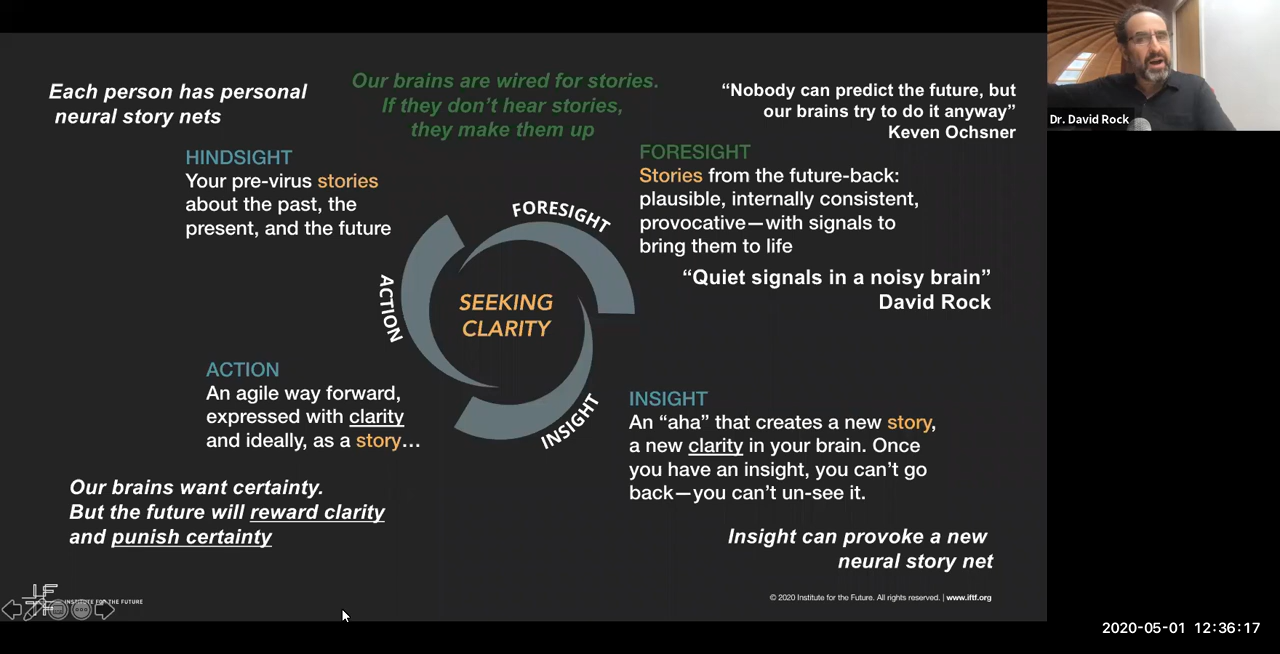 Each person has personal
neural story nets
Our brains are wired for stories.
If they don't hear stories,
they make them up
“Nobody can predict the future, but
our brains try to do it anyway”
Keven Ochsner
Dr. David Rock
HINDSIGHT
Your pre-virus stories
about the past, the
present, and the future
FORESIGHT
Stories from the future-back:
plausible, internally consistent,
provocative—with signals to
bring them to life
“Quiet signals in a noisy brain”
David Rock
FORESIGHT
ACTION
INSIGHT
SEEKING
CLARITY
ACTION
An agile way forward,
expressed with clarity
and ideally, as a story...
INSIGHT
An “aha” that creates a new story,
a new clarity in your brain. Once
you have an insight, you can't go
back—you can't un-see it.
Our brains want certainty.
But the future will reward clarity
and punish certainty
Insight can provoke a new
neural story net
IF
TF
INSTITUTE FOR THE FUTURE
© 2020 Institute for the Future. All rights reserved. | www.iftf.org
2020-05-01 12:36:17